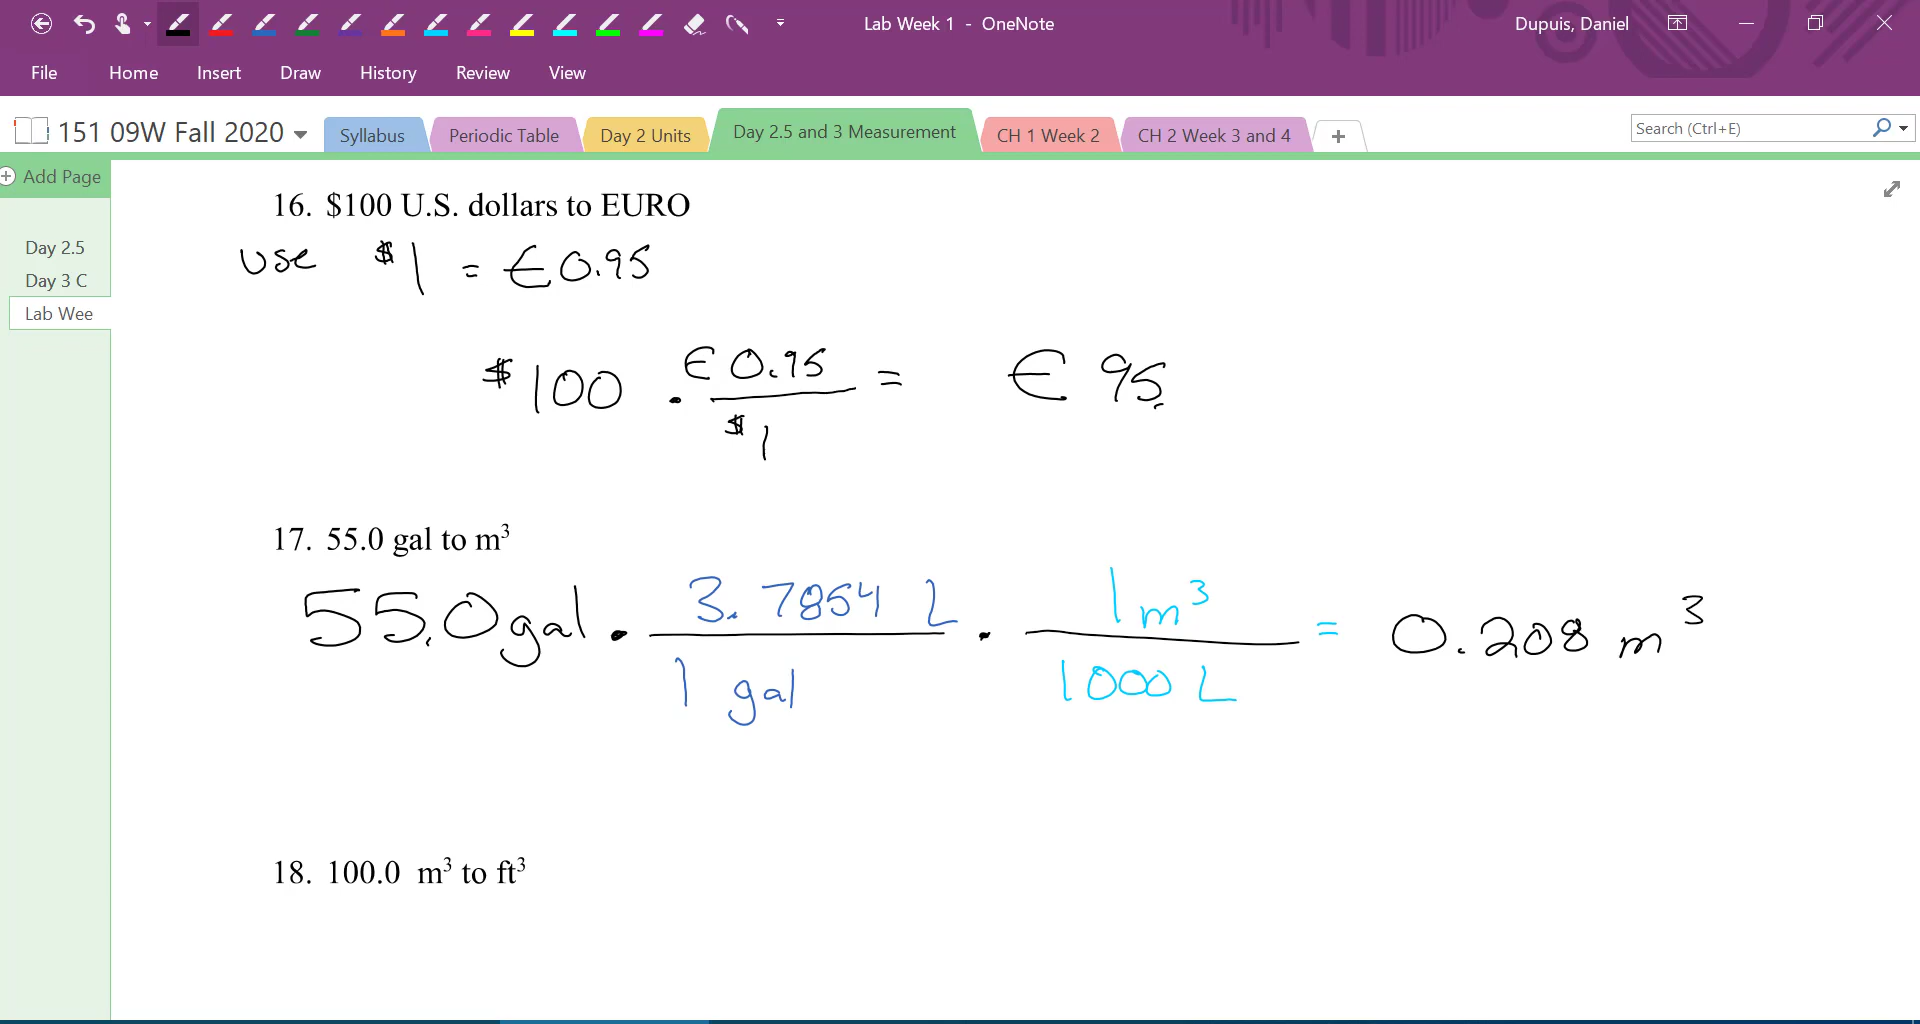 Lab Week 1 - OneNote
Dupuis, Daniel
File Home Insert Draw History Review View
151 09W Fall 2020
Syllabus Periodic Table Day 2 Units Day 2.5 and 3 Measurement CH 1 Week 2 CH 2 Week 3 and 4 +
Search (Ctrl+E)
Add Page
Day 2.5
Day 3 C
Lab Wee
16. $100 U.S. dollars to EURO
use $1 = €0.95
$100 · €0.95 / $1 = €95.
17. 55.0 gal to m³
55.0 gal · 3.7854 L / 1 gal · 1 m³ / 1000 L = 0.208 m³
18. 100.0 m³ to ft³